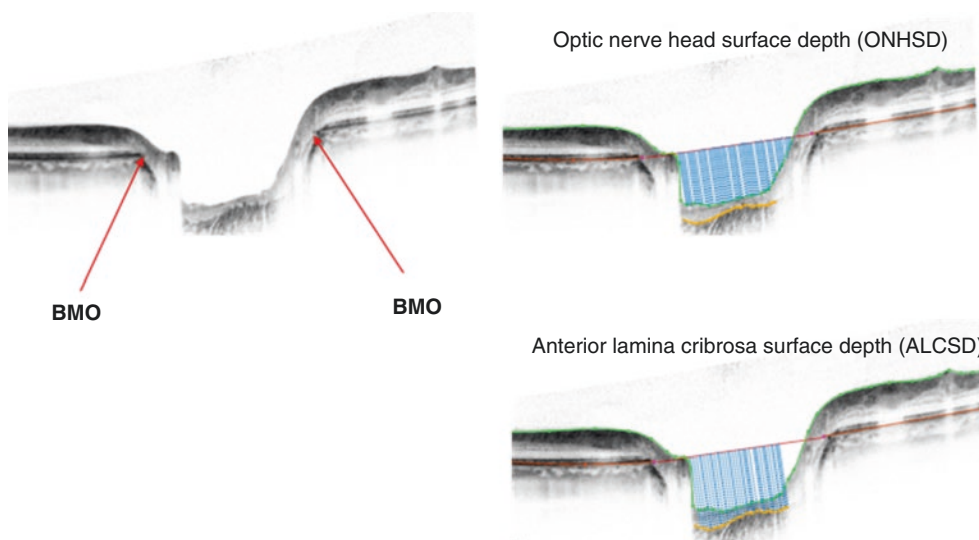 Optic nerve head surface depth (ONHSD)
BMO
BMO
Anterior lamina cribrosa surface depth (ALCSD)